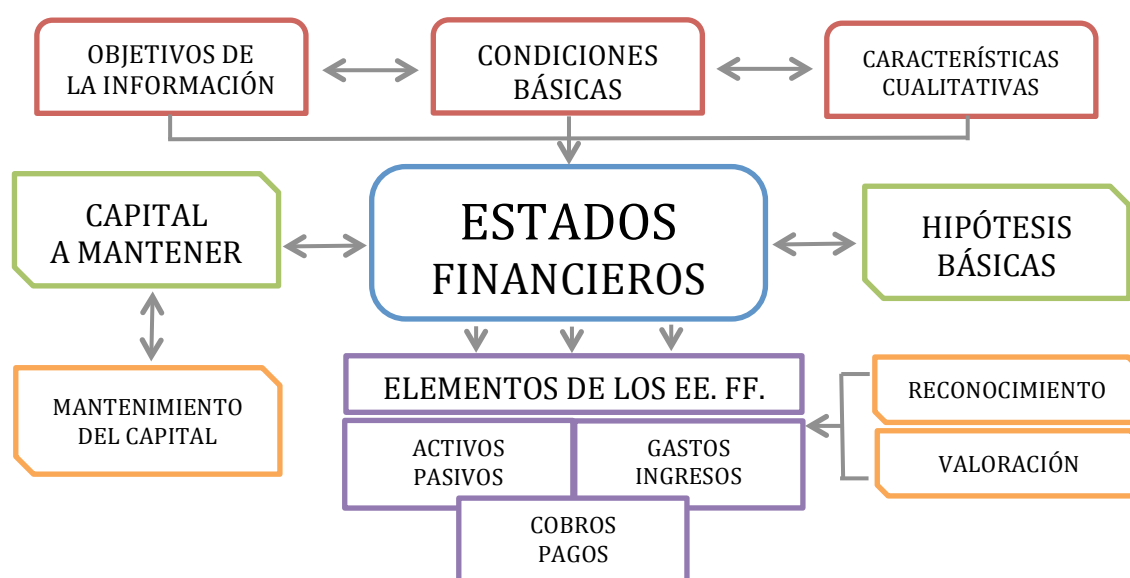 OBJETIVOS DE
LA INFORMACIÓN
CONDICIONES
BÁSICAS
CARACTERÍSTICAS
CUALITATIVAS
CAPITAL
A MANTENER
ESTADOS
FINANCIEROS
HIPÓTESIS
BÁSICAS
MANTENIMIENTO
DEL CAPITAL
ELEMENTOS DE LOS EE. FF.
ACTIVOS
PASIVOS
GASTOS
INGRESOS
COBROS
PAGOS
RECONOCIMIENTO
VALORACIÓN